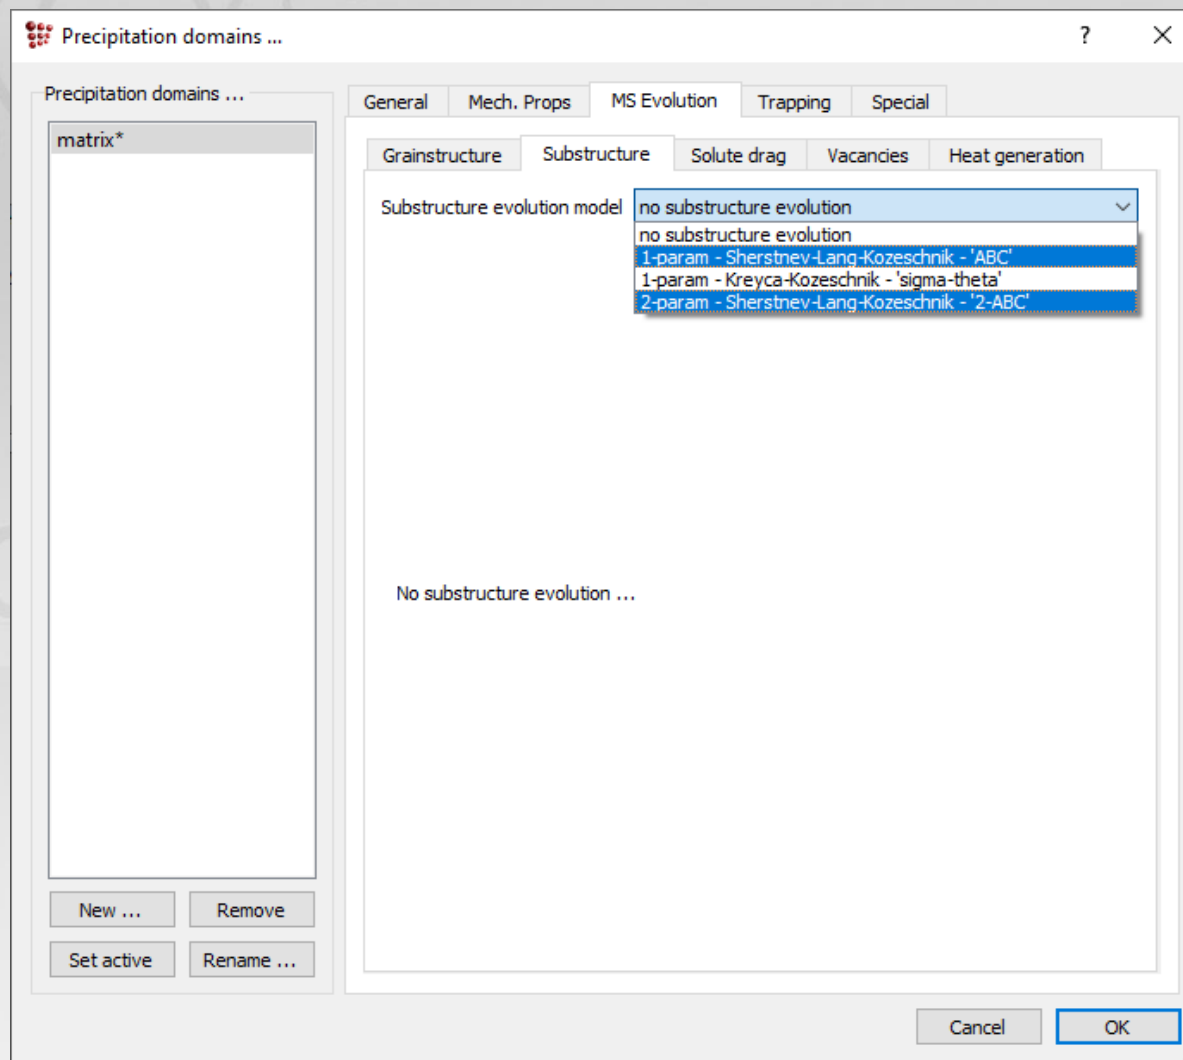 Precipitation domains ...
?
Precipitation domains ...
matrix*
New ...
Remove
Set active
Rename ...
General
Mech. Props
MS Evolution
Trapping
Special
Grainstructure
Substructure
Solute drag
Vacancies
Heat generation
Substructure evolution model
no substructure evolution
no substructure evolution
1-param - Sherstnev-Lang-Kozeschnik - 'ABC'
1-param - Kreyca-Kozeschnik - 'sigma-theta'
2-param - Sherstnev-Lang-Kozeschnik - '2-ABC'
No substructure evolution ...
Cancel
OK